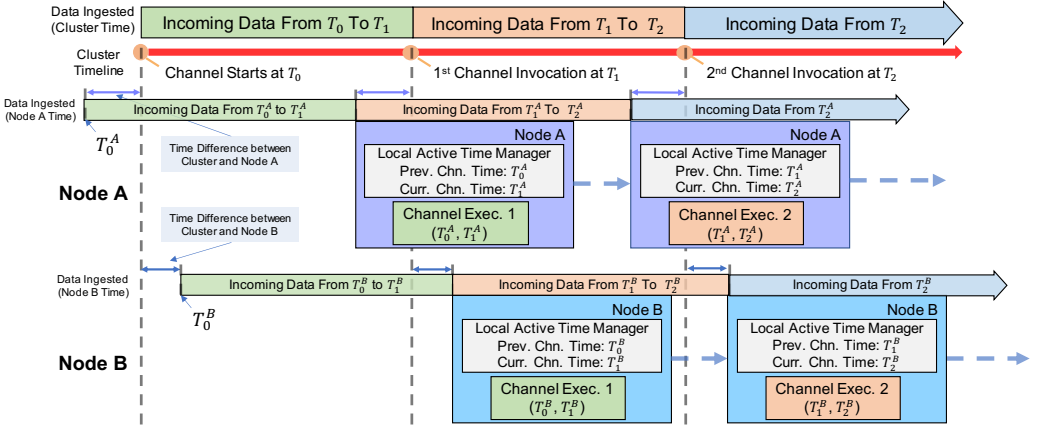 Data Ingested
(Cluster Time)
Incoming Data From T₀ To T₁
Incoming Data From T₁ To T₂
Incoming Data From T₂
Cluster
Timeline
Channel Starts at T₀
1st Channel Invocation at T₁
2nd Channel Invocation at T₂
Data Ingested
(Node A Time)
Incoming Data From T₀ᴬ to T₁ᴬ
Incoming Data From T₁ᴬ To T₂ᴬ
Incoming Data From T₂ᴬ
T₀ᴬ
Time Difference between
Cluster and Node A
Node A
Node A
Local Active Time Manager
Prev. Chn. Time: T₀ᴬ
Curr. Chn. Time: T₁ᴬ
Channel Exec. 1
(T₀ᴬ, T₁ᴬ)
Node A
Local Active Time Manager
Prev. Chn. Time: T₁ᴬ
Curr. Chn. Time: T₂ᴬ
Channel Exec. 2
(T₁ᴬ, T₂ᴬ)
Time Difference between
Cluster and Node B
Data Ingested
(Node B Time)
Incoming Data From T₀ᴮ to T₁ᴮ
Incoming Data From T₁ᴮ To T₂ᴮ
Incoming Data From T₂ᴮ
T₀ᴮ
Node B
Node B
Local Active Time Manager
Prev. Chn. Time: T₀ᴮ
Curr. Chn. Time: T₁ᴮ
Channel Exec. 1
(T₀ᴮ, T₁ᴮ)
Node B
Local Active Time Manager
Prev. Chn. Time: T₁ᴮ
Curr. Chn. Time: T₂ᴮ
Channel Exec. 2
(T₁ᴮ, T₂ᴮ)